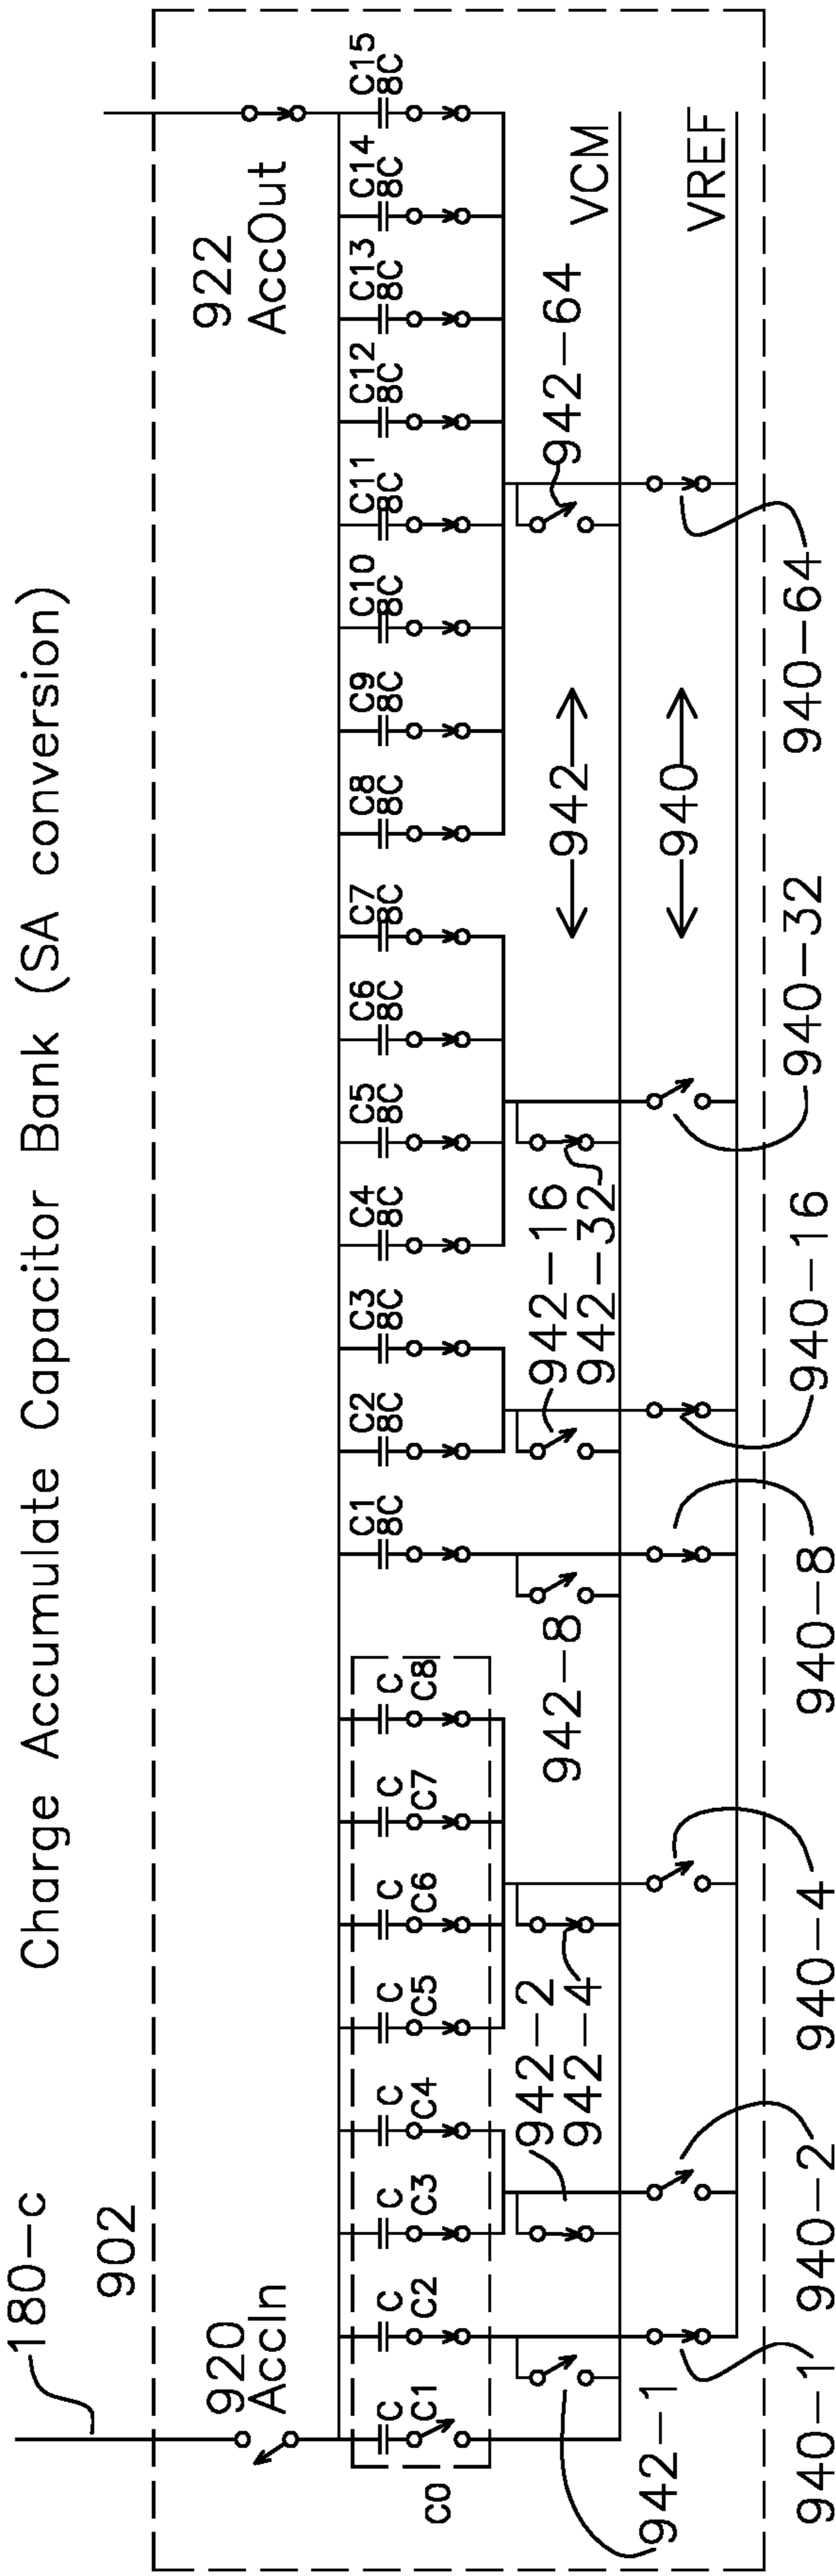 Charge Accumulate Capacitor Bank (SA conversion)
180-c
902
920
AccIn
922
AccOut
C15
8C
C14
8C
C13
8C
C12
8C
C11
8C
C10
8C
C9
8C
C8
8C
C7
8C
C6
8C
C5
8C
C4
8C
C3
8C
C2
8C
C1
8C
C0
C
C1
C
C2
C
C3
C
C4
C
C5
C
C6
C
C7
C
C8
VCM
VREF
942
940
942-1
942-2
942-4
942-8
942-16
942-32
942-64
940-1
940-2
940-4
940-8
940-16
940-32
940-64